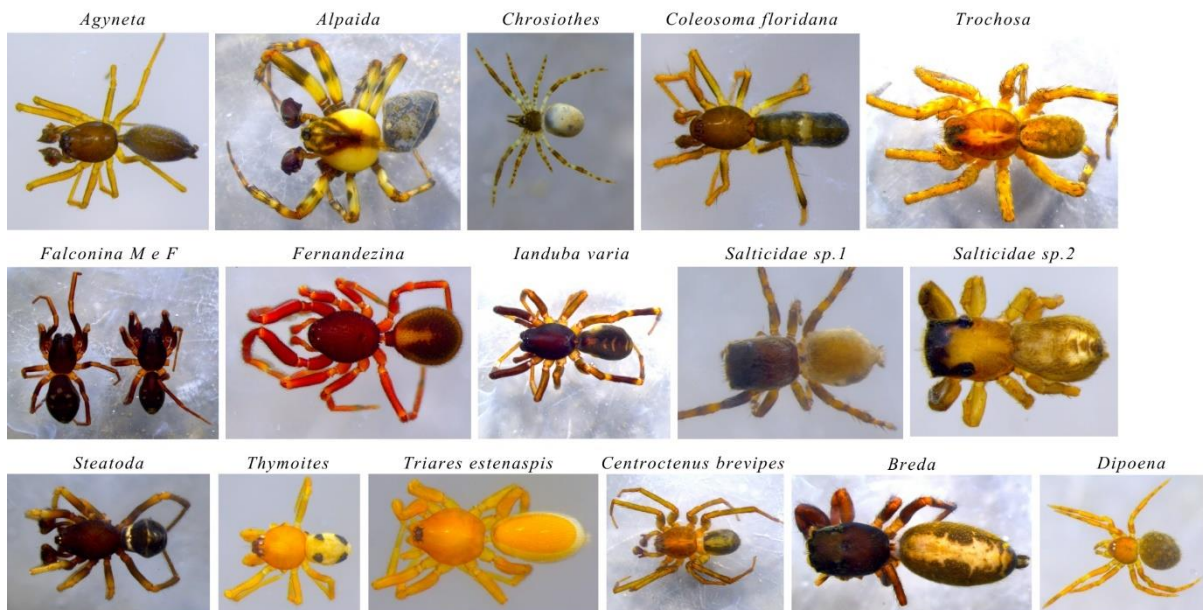 Agyneta
Alpaida
Chrosiothes
Coleosoma floridana
Trochosa
Falconina M e F
Fernandezina
Ianduba varia
Salticidae sp.1
Salticidae sp.2
Steatoda
Thymoites
Triares estenaspis
Centroctenus brevipes
Breda
Dipoena